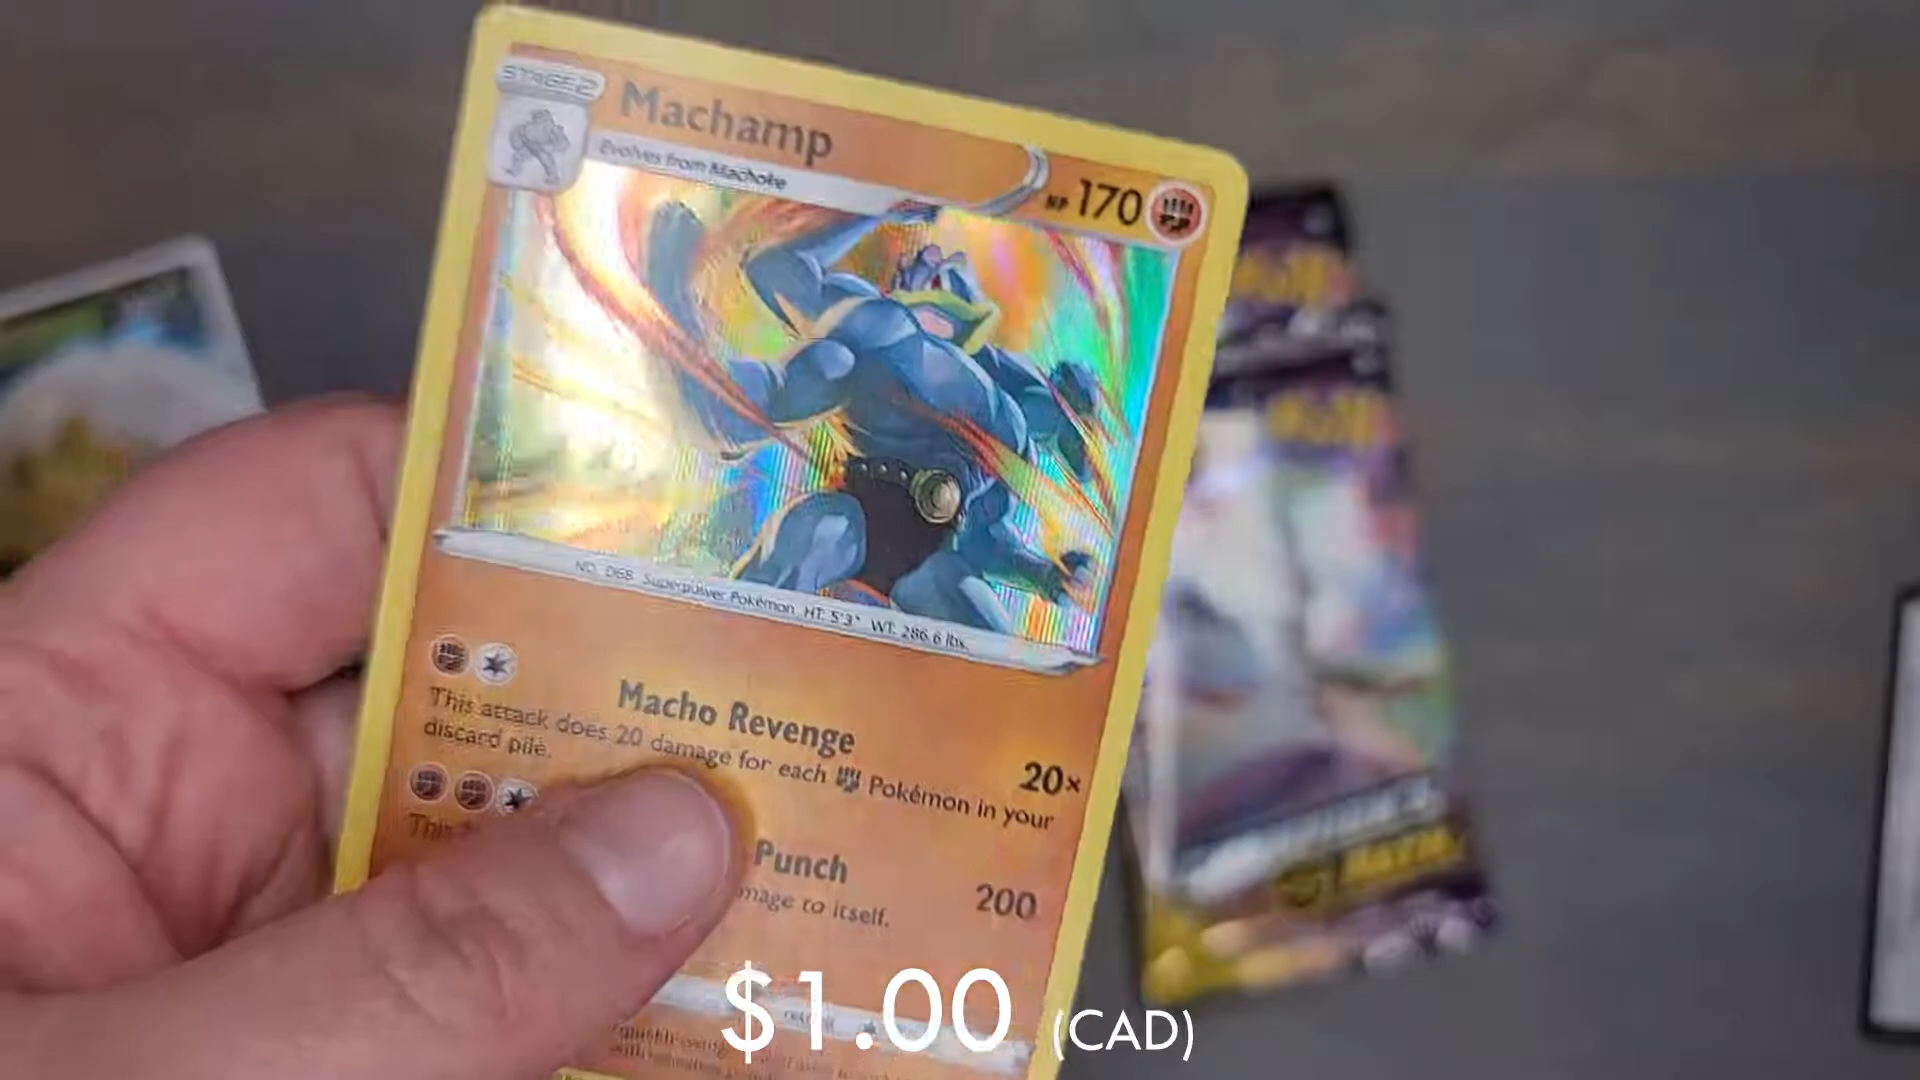 STAGE 2
Machamp
Evolves from Machoke
HP 170
NO. 068 Superpower Pokémon HT: 5'3" WT: 286.6 lbs.
Macho Revenge
20×
This attack does 20 damage for each Pokémon in your
discard pile.
Punch
200
This
damage to itself.
$1.00 (CAD)